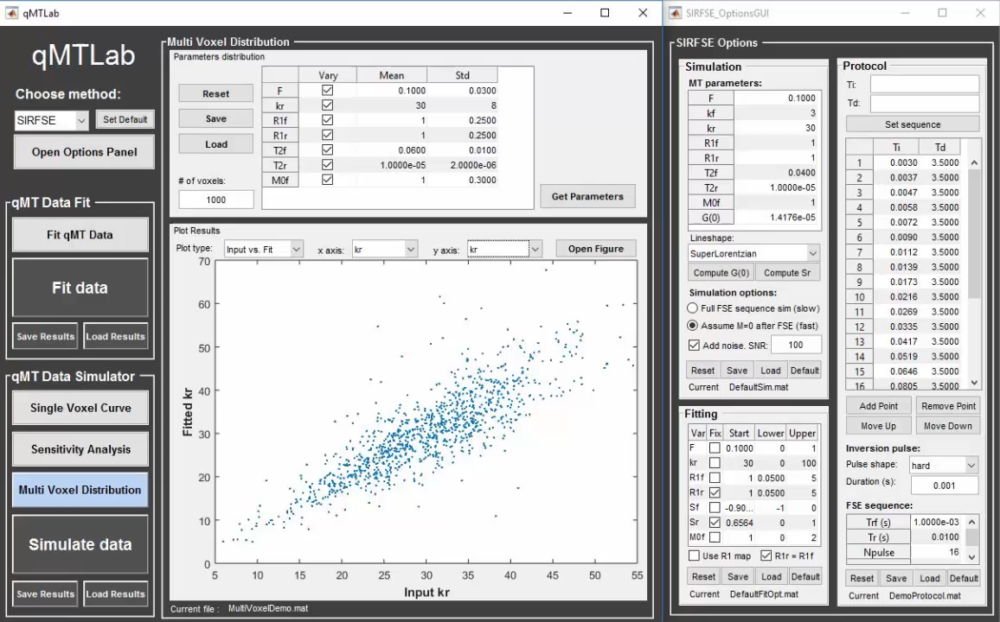 qMTLab
SIRFSE_OptionsGUI
qMTLab
Choose method:
SIRFSE
Set Default
Open Options Panel
qMT Data Fit
Fit qMT Data
Fit data
Save Results Load Results
qMT Data Simulator
Single Voxel Curve
Sensitivity Analysis
Multi Voxel Distribution
Simulate data
Save Results Load Results
Multi Voxel Distribution
Parameters distribution
Reset
Save
Load
# of voxels:
1000
Vary Mean Std
F 0.1000 0.0300
kr 30 8
R1f 1 0.2500
R1r 1 0.2500
T2f 0.0600 0.0100
T2r 1.0000e-05 2.0000e-06
M0f 1 0.3000
Get Parameters
Plot Results
Plot type: Input vs. Fit x axis: kr y axis: kr Open Figure
70
60
50
40
30
20
10
0
Fitted kr
5 10 15 20 25 30 35 40 45 50 55
Input kr
Current file : MultiVoxelDemo.mat
SIRFSE Options
Simulation
MT parameters:
F 0.1000
kf 3
kr 30
R1f 1
R1r 1
T2f 0.0400
T2r 1.0000e-05
M0f 1
G(0) 1.4176e-05
Lineshape:
SuperLorentzian
Compute G(0) Compute Sr
Simulation options:
Full FSE sequence sim (slow)
Assume M=0 after FSE (fast)
Add noise. SNR: 100
Reset Save Load Default
Current DefaultSim.mat
Fitting
Var Fix Start Lower Upper
F 0.1000 0 1
kr 30 0 100
R1f 1 0.0500 5
R1r 1 0.0500 5
Sf -0.90... -1 0
Sr 0.6564 0 1
M0f 1 0 2
Use R1 map R1r = R1f
Reset Save Load Default
Current DefaultFitOpt.mat
Protocol
Ti:
Td:
Set sequence
Ti Td
1 0.0030 3.5000
2 0.0037 3.5000
3 0.0047 3.5000
4 0.0058 3.5000
5 0.0072 3.5000
6 0.0090 3.5000
7 0.0112 3.5000
8 0.0139 3.5000
9 0.0173 3.5000
10 0.0216 3.5000
11 0.0269 3.5000
12 0.0335 3.5000
13 0.0417 3.5000
14 0.0519 3.5000
15 0.0646 3.5000
16 0.0805 3.5000
Add Point Remove Point
Move Up Move Down
Inversion pulse:
Pulse shape: hard
Duration (s): 0.001
FSE sequence:
Trf (s) 1.0000e-03
Tr (s) 0.0100
Npulse 16
Reset Save Load Default
Current DemoProtocol.mat